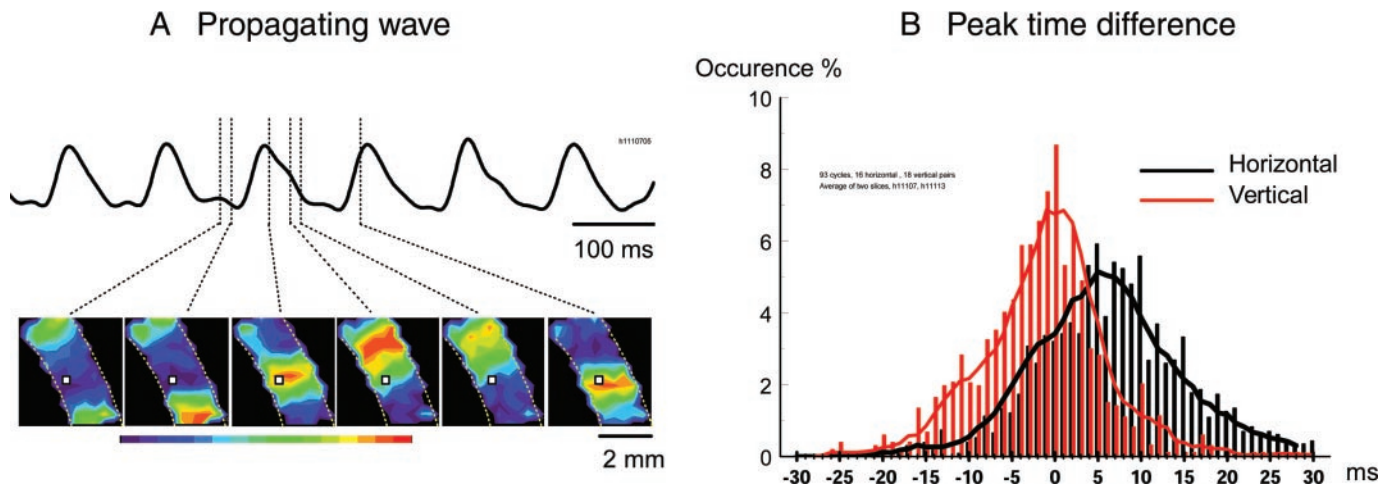 A Propagating wave
h1110705
100 ms
2 mm
B Peak time difference
Occurence %
10
8
6
4
2
0
93 cycles, 16 horizontal , 18 vertical pairs
Average of two slices, h11107, h11113
Horizontal
Vertical
-30 -25 -20 -15 -10 -5 0 5 10 15 20 25 30 ms